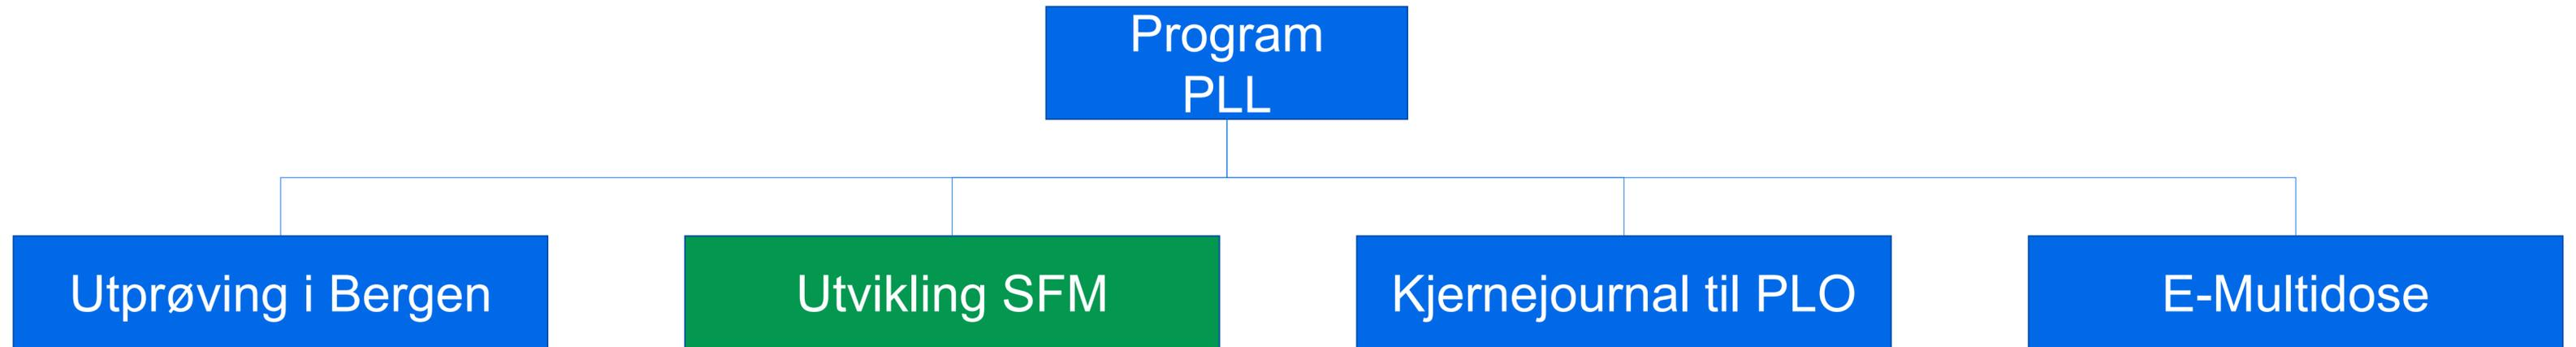 Program
PLL
Utprøving i Bergen
Utvikling SFM
Kjernejournal til PLO
E-Multidose